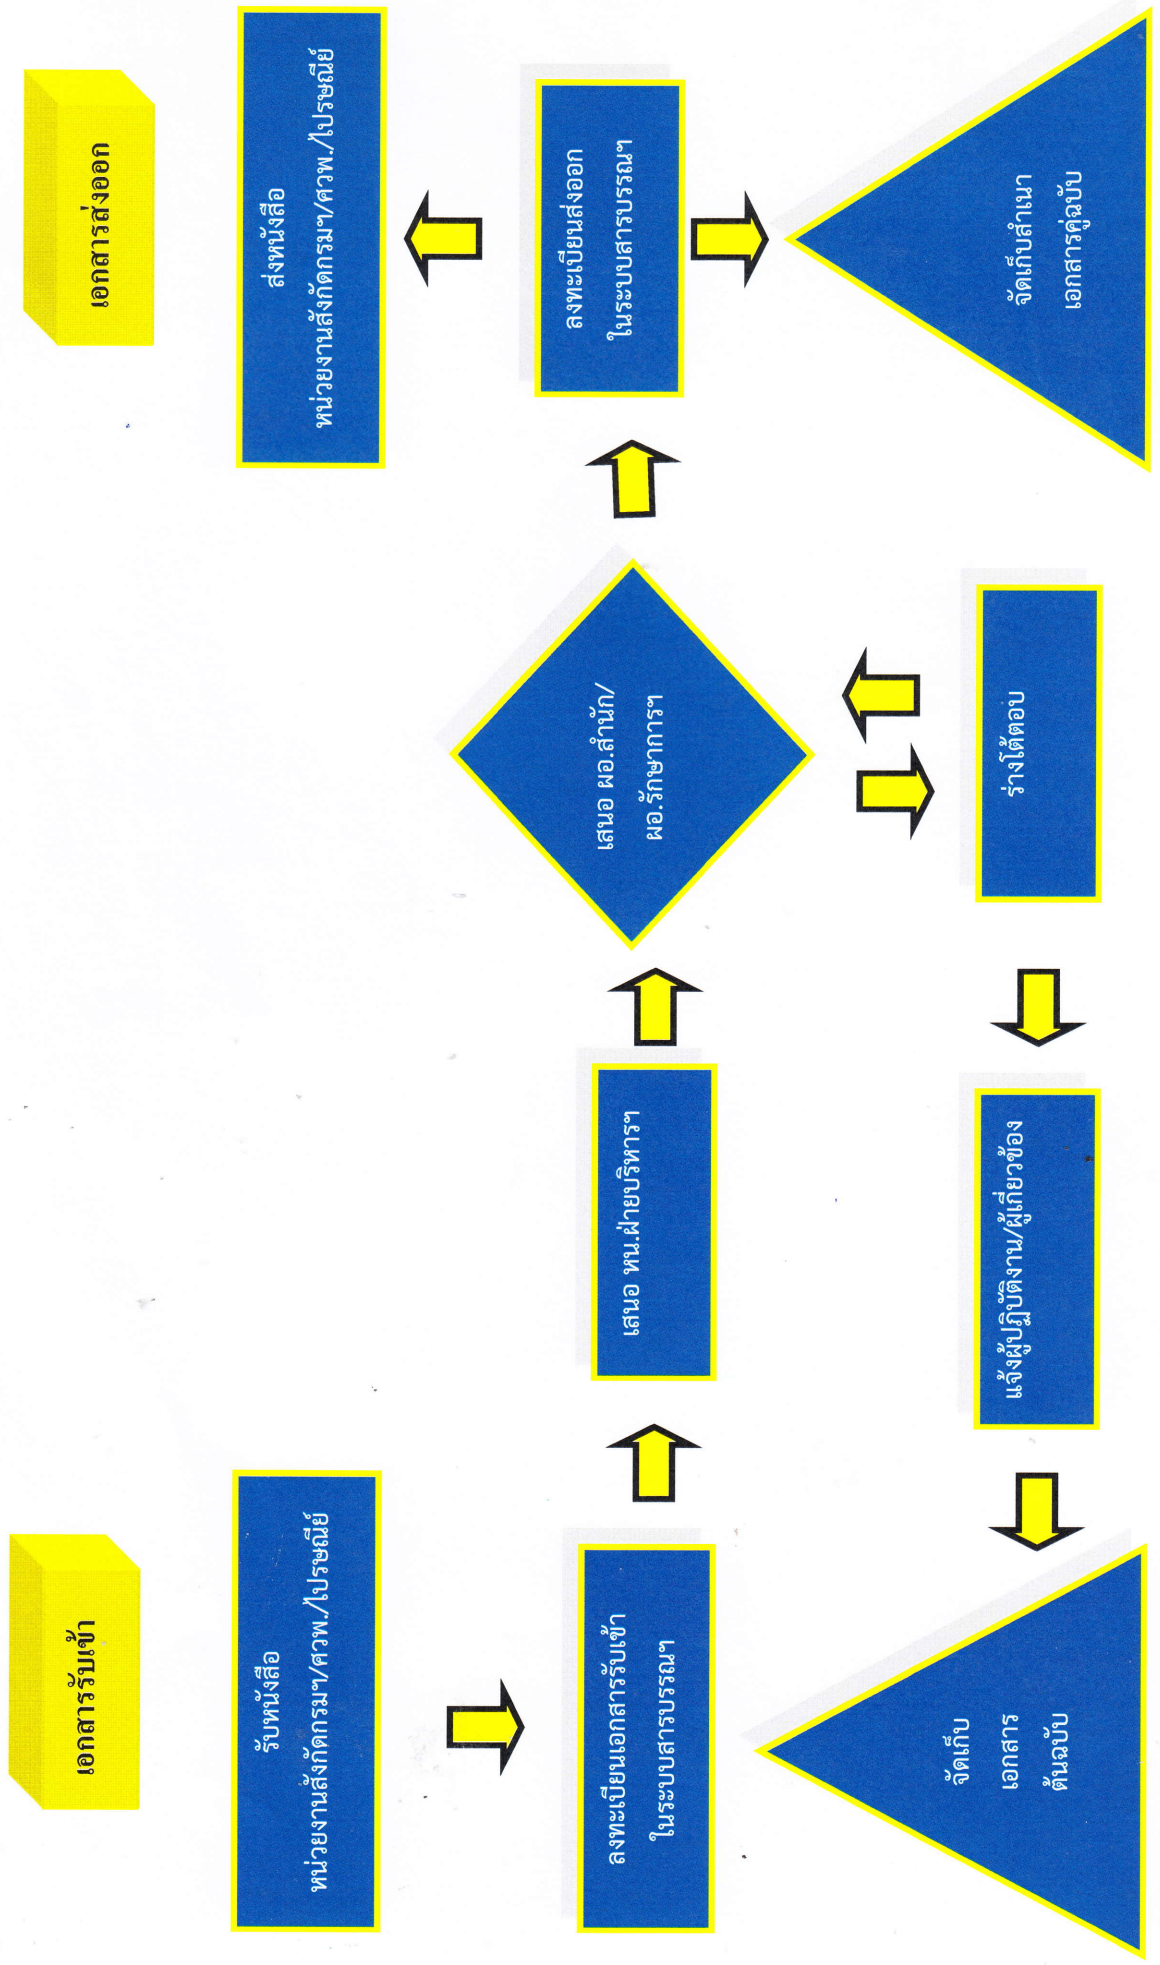 เอกสารรับเข้า
เอกสารส่งออก
รับหนังสือ
หน่วยงานสังกัดกรมฯ/ศวพ./ไปรษณีย์
ส่งหนังสือ
หน่วยงานสังกัดกรมฯ/ศวพ./ไปรษณีย์
ลงทะเบียนเอกสารรับเข้า
ในระบบสารบรรณฯ
เสนอ หน.ฝ่ายบริหารฯ
เสนอ ผอ.สำนัก/
ผอ.รักษาการฯ
ลงทะเบียนส่งออก
ในระบบสารบรรณฯ
จัดเก็บ
เอกสาร
ต้นฉบับ
แจ้งผู้ปฏิบัติงาน/ผู้เกี่ยวข้อง
ร่างโต้ตอบ
จัดเก็บสำเนา
เอกสารคู่ฉบับ